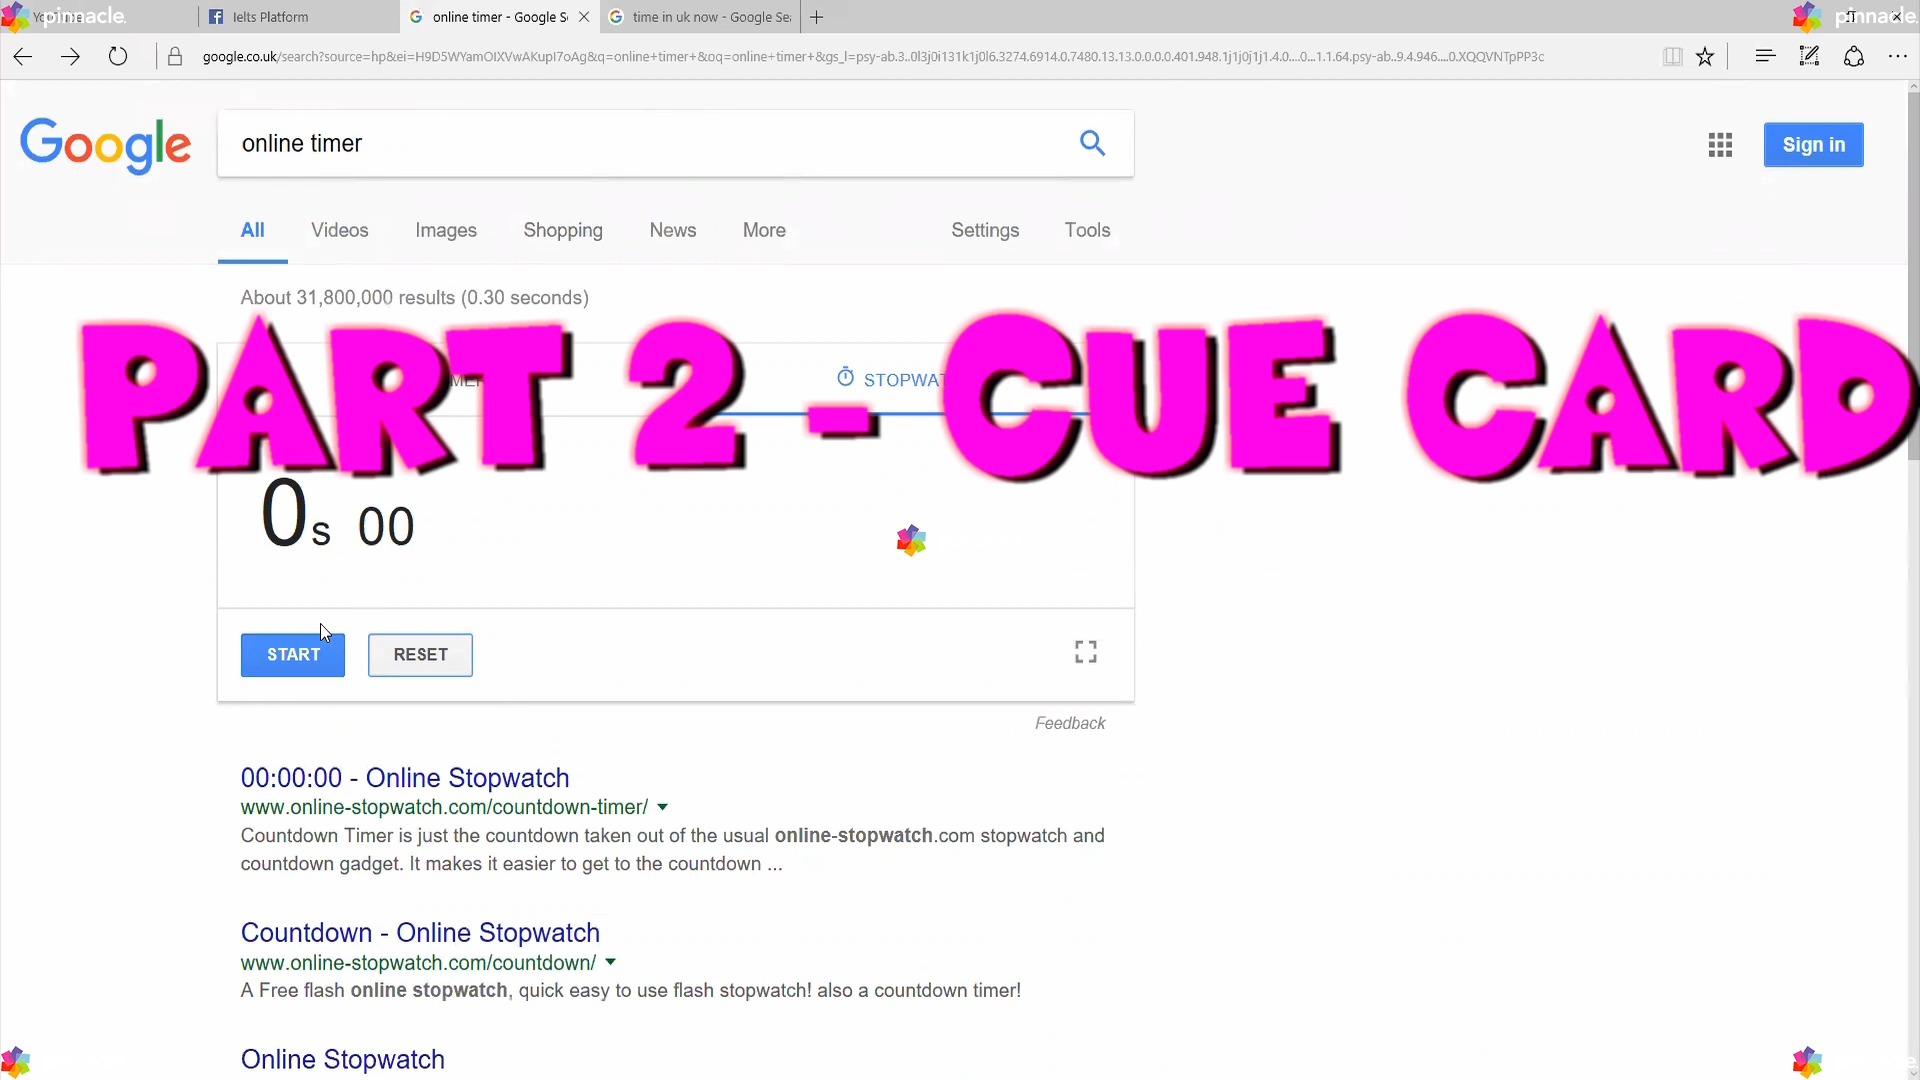 pinnacle.
Ielts Platform
online timer - Google S
time in uk now - Google Sea
pinnacle.
google.co.uk/search?source=hp&ei=H9D5WYamOIXVwAKupI7oAg&q=online+timer+&oq=online+timer+&gs_l=psy-ab.3..0l3j0i131k1j0l6.3274.6914.0.7480.13.13.0.0.0.0.401.948.1j1j0j1j1.4.0....0...1.1.64.psy-ab..9.4.946....0.XQQVNTpPP3c
Google
online timer
Sign in
All Videos Images Shopping News More Settings Tools
About 31,800,000 results (0.30 seconds)
PART 2 - CUE CARD
STOPWAT
0s 00
START RESET
Feedback
00:00:00 - Online Stopwatch
www.online-stopwatch.com/countdown-timer/
Countdown Timer is just the countdown taken out of the usual online-stopwatch.com stopwatch and
countdown gadget. It makes it easier to get to the countdown ...
Countdown - Online Stopwatch
www.online-stopwatch.com/countdown/
A Free flash online stopwatch, quick easy to use flash stopwatch! also a countdown timer!
Online Stopwatch